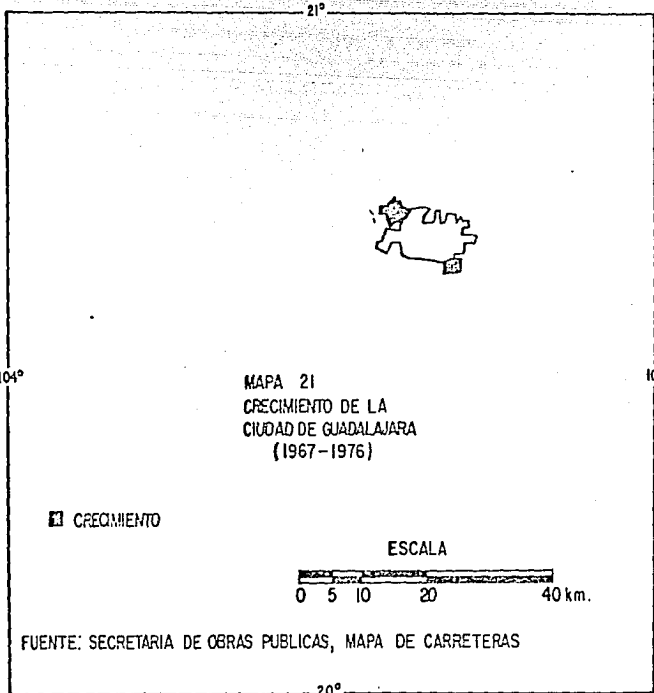 21°
104°
10
MAPA 21
CRECIMIENTO DE LA
CIUDAD DE GUADALAJARA
(1967-1976)
CRECIMIENTO
ESCALA
0 5 10 20 40 km.
FUENTE: SECRETARIA DE OBRAS PUBLICAS, MAPA DE CARRETERAS
20°